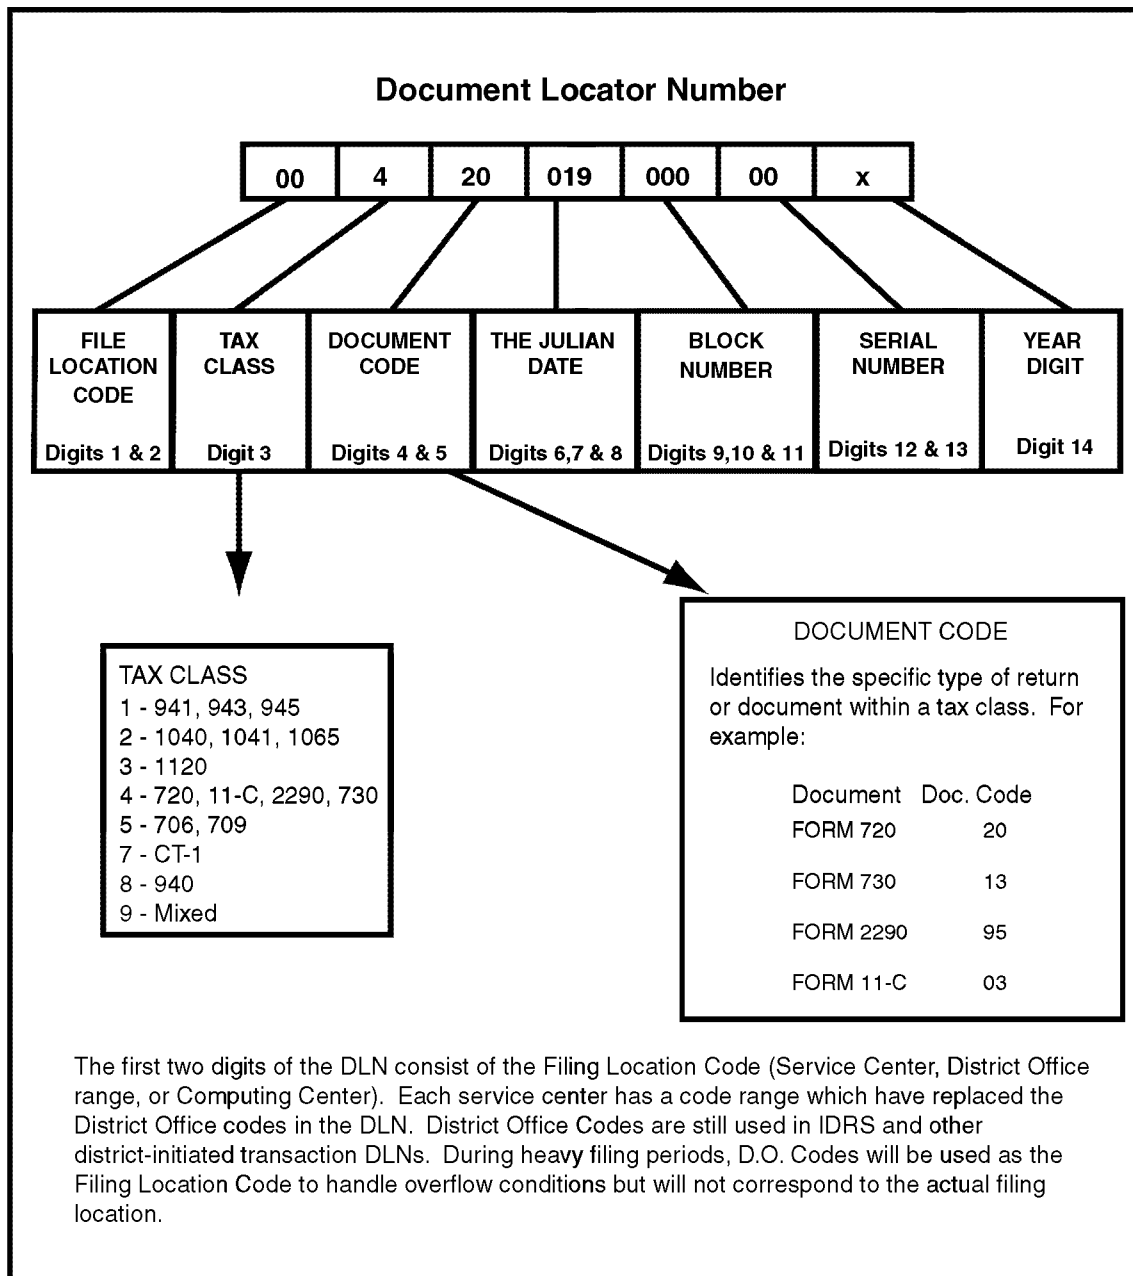 Document Locator Number
00 4 20 019 000 00 x
FILE LOCATION CODE
Digits 1 & 2
TAX CLASS
Digit 3
DOCUMENT CODE
Digits 4 & 5
THE JULIAN DATE
Digits 6,7 & 8
BLOCK NUMBER
Digits 9,10 & 11
SERIAL NUMBER
Digits 12 & 13
YEAR DIGIT
Digit 14
TAX CLASS
1 - 941, 943, 945
2 - 1040, 1041, 1065
3 - 1120
4 - 720, 11-C, 2290, 730
5 - 706, 709
7 - CT-1
8 - 940
9 - Mixed
DOCUMENT CODE
Identifies the specific type of return
or document within a tax class. For
example:
Document Doc. Code
FORM 720 20
FORM 730 13
FORM 2290 95
FORM 11-C 03
The first two digits of the DLN consist of the Filing Location Code (Service Center, District Office
range, or Computing Center). Each service center has a code range which have replaced the
District Office codes in the DLN. District Office Codes are still used in IDRS and other
district-initiated transaction DLNs. During heavy filing periods, D.O. Codes will be used as the
Filing Location Code to handle overflow conditions but will not correspond to the actual filing
location.